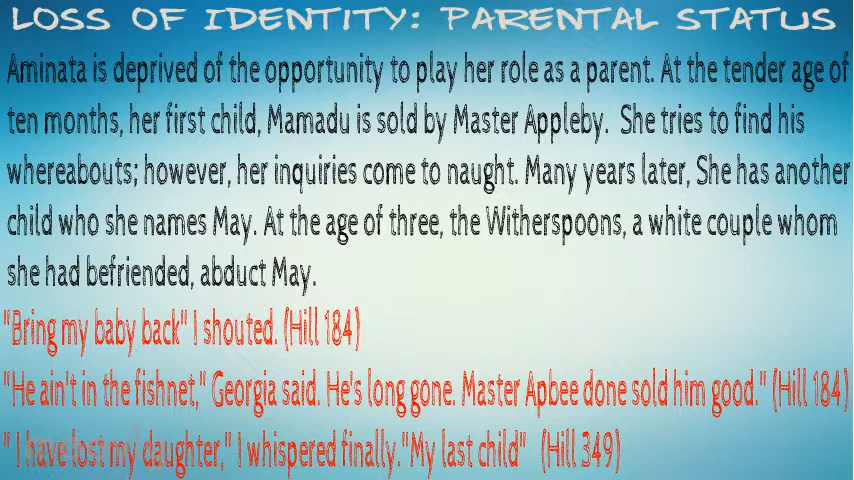 LOSS OF IDENTITY: PARENTAL STATUS
Aminata is deprived of the opportunity to play her role as a parent. At the tender age of
ten months, her first child, Mamadu is sold by Master Appleby. She tries to find his
whereabouts; however, her inquiries come to naught. Many years later, She has another
child who she names May. At the age of three, the Witherspoons, a white couple whom
she had befriended, abduct May.
"Bring my baby back" I shouted. (Hill 184)
"He ain't in the fishnet," Georgia said. He's long gone. Master Apbee done sold him good." (Hill 184)
" I have lost my daughter," I whispered finally."My last child" (Hill 349)